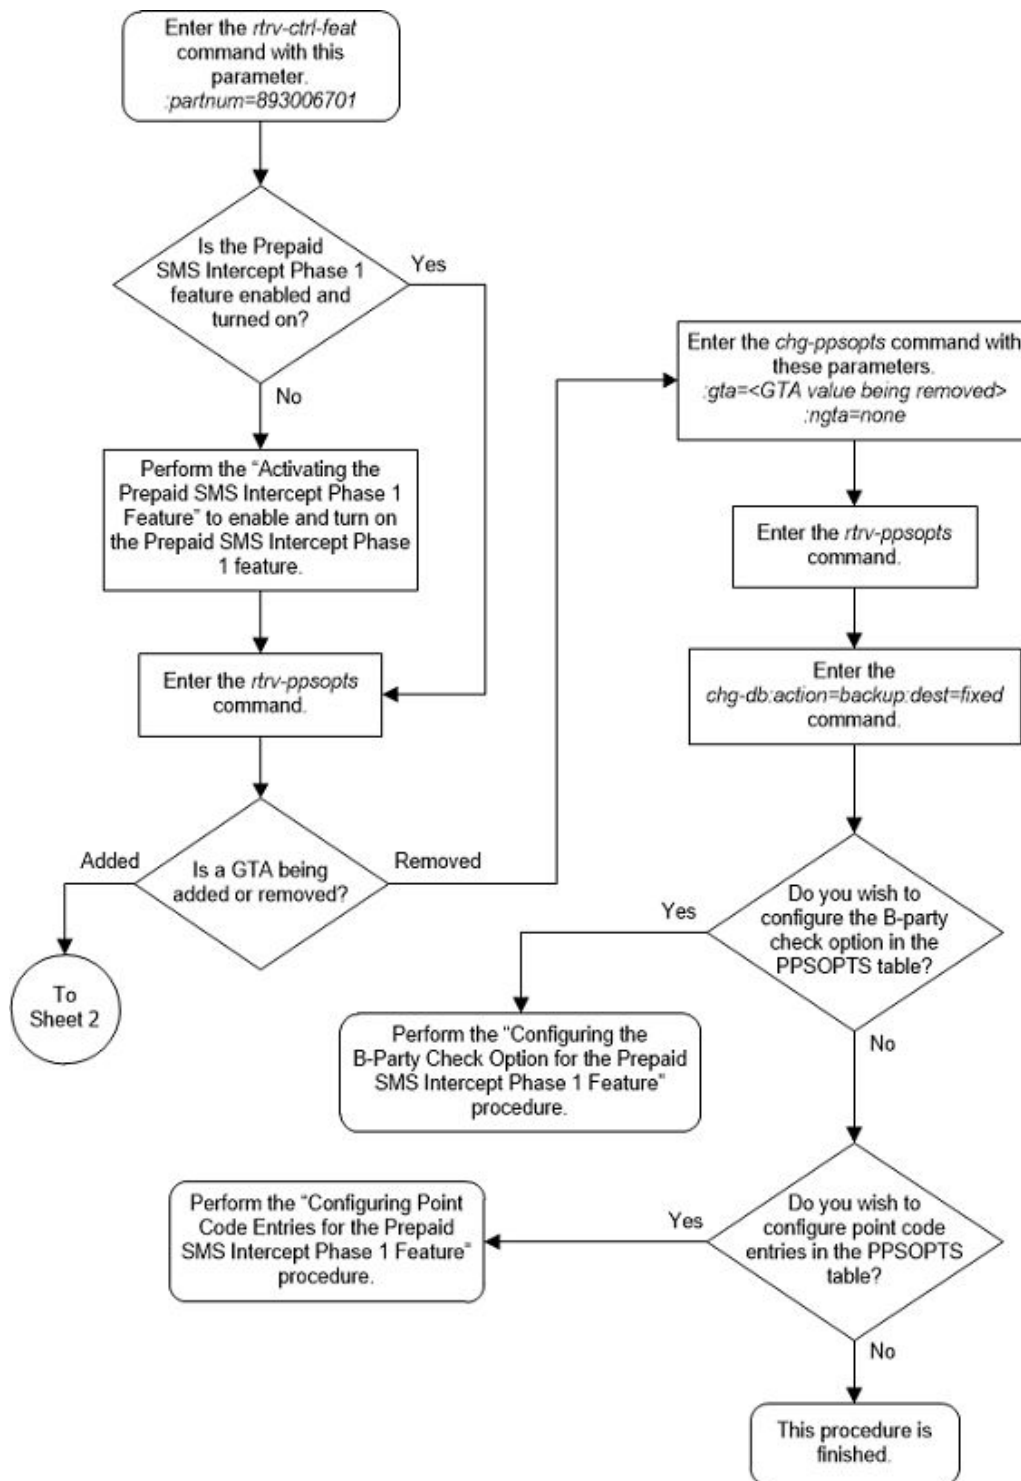 Enter the rtrv-ctrl-feat
command with this
parameter.
:partnum=893006701
Is the Prepaid
SMS Intercept Phase 1
feature enabled and
turned on?
Yes
No
Perform the “Activating the
Prepaid SMS Intercept Phase 1
Feature” to enable and turn on
the Prepaid SMS Intercept Phase
1 feature.
Enter the rtrv-ppsopts
command.
Is a GTA being
added or removed?
Added
Removed
To
Sheet 2
Enter the chg-ppsopts command with
these parameters.
:gta=<GTA value being removed>
:ngta=none
Enter the rtrv-ppsopts
command.
Enter the
chg-db:action=backup:dest=fixed
command.
Do you wish to
configure the B-party
check option in the
PPSOPTS table?
Yes
No
Perform the “Configuring the
B-Party Check Option for the Prepaid
SMS Intercept Phase 1 Feature”
procedure.
Do you wish to
configure point code
entries in the PPSOPTS
table?
Yes
No
Perform the “Configuring Point
Code Entries for the Prepaid
SMS Intercept Phase 1 Feature”
procedure.
This procedure is
finished.